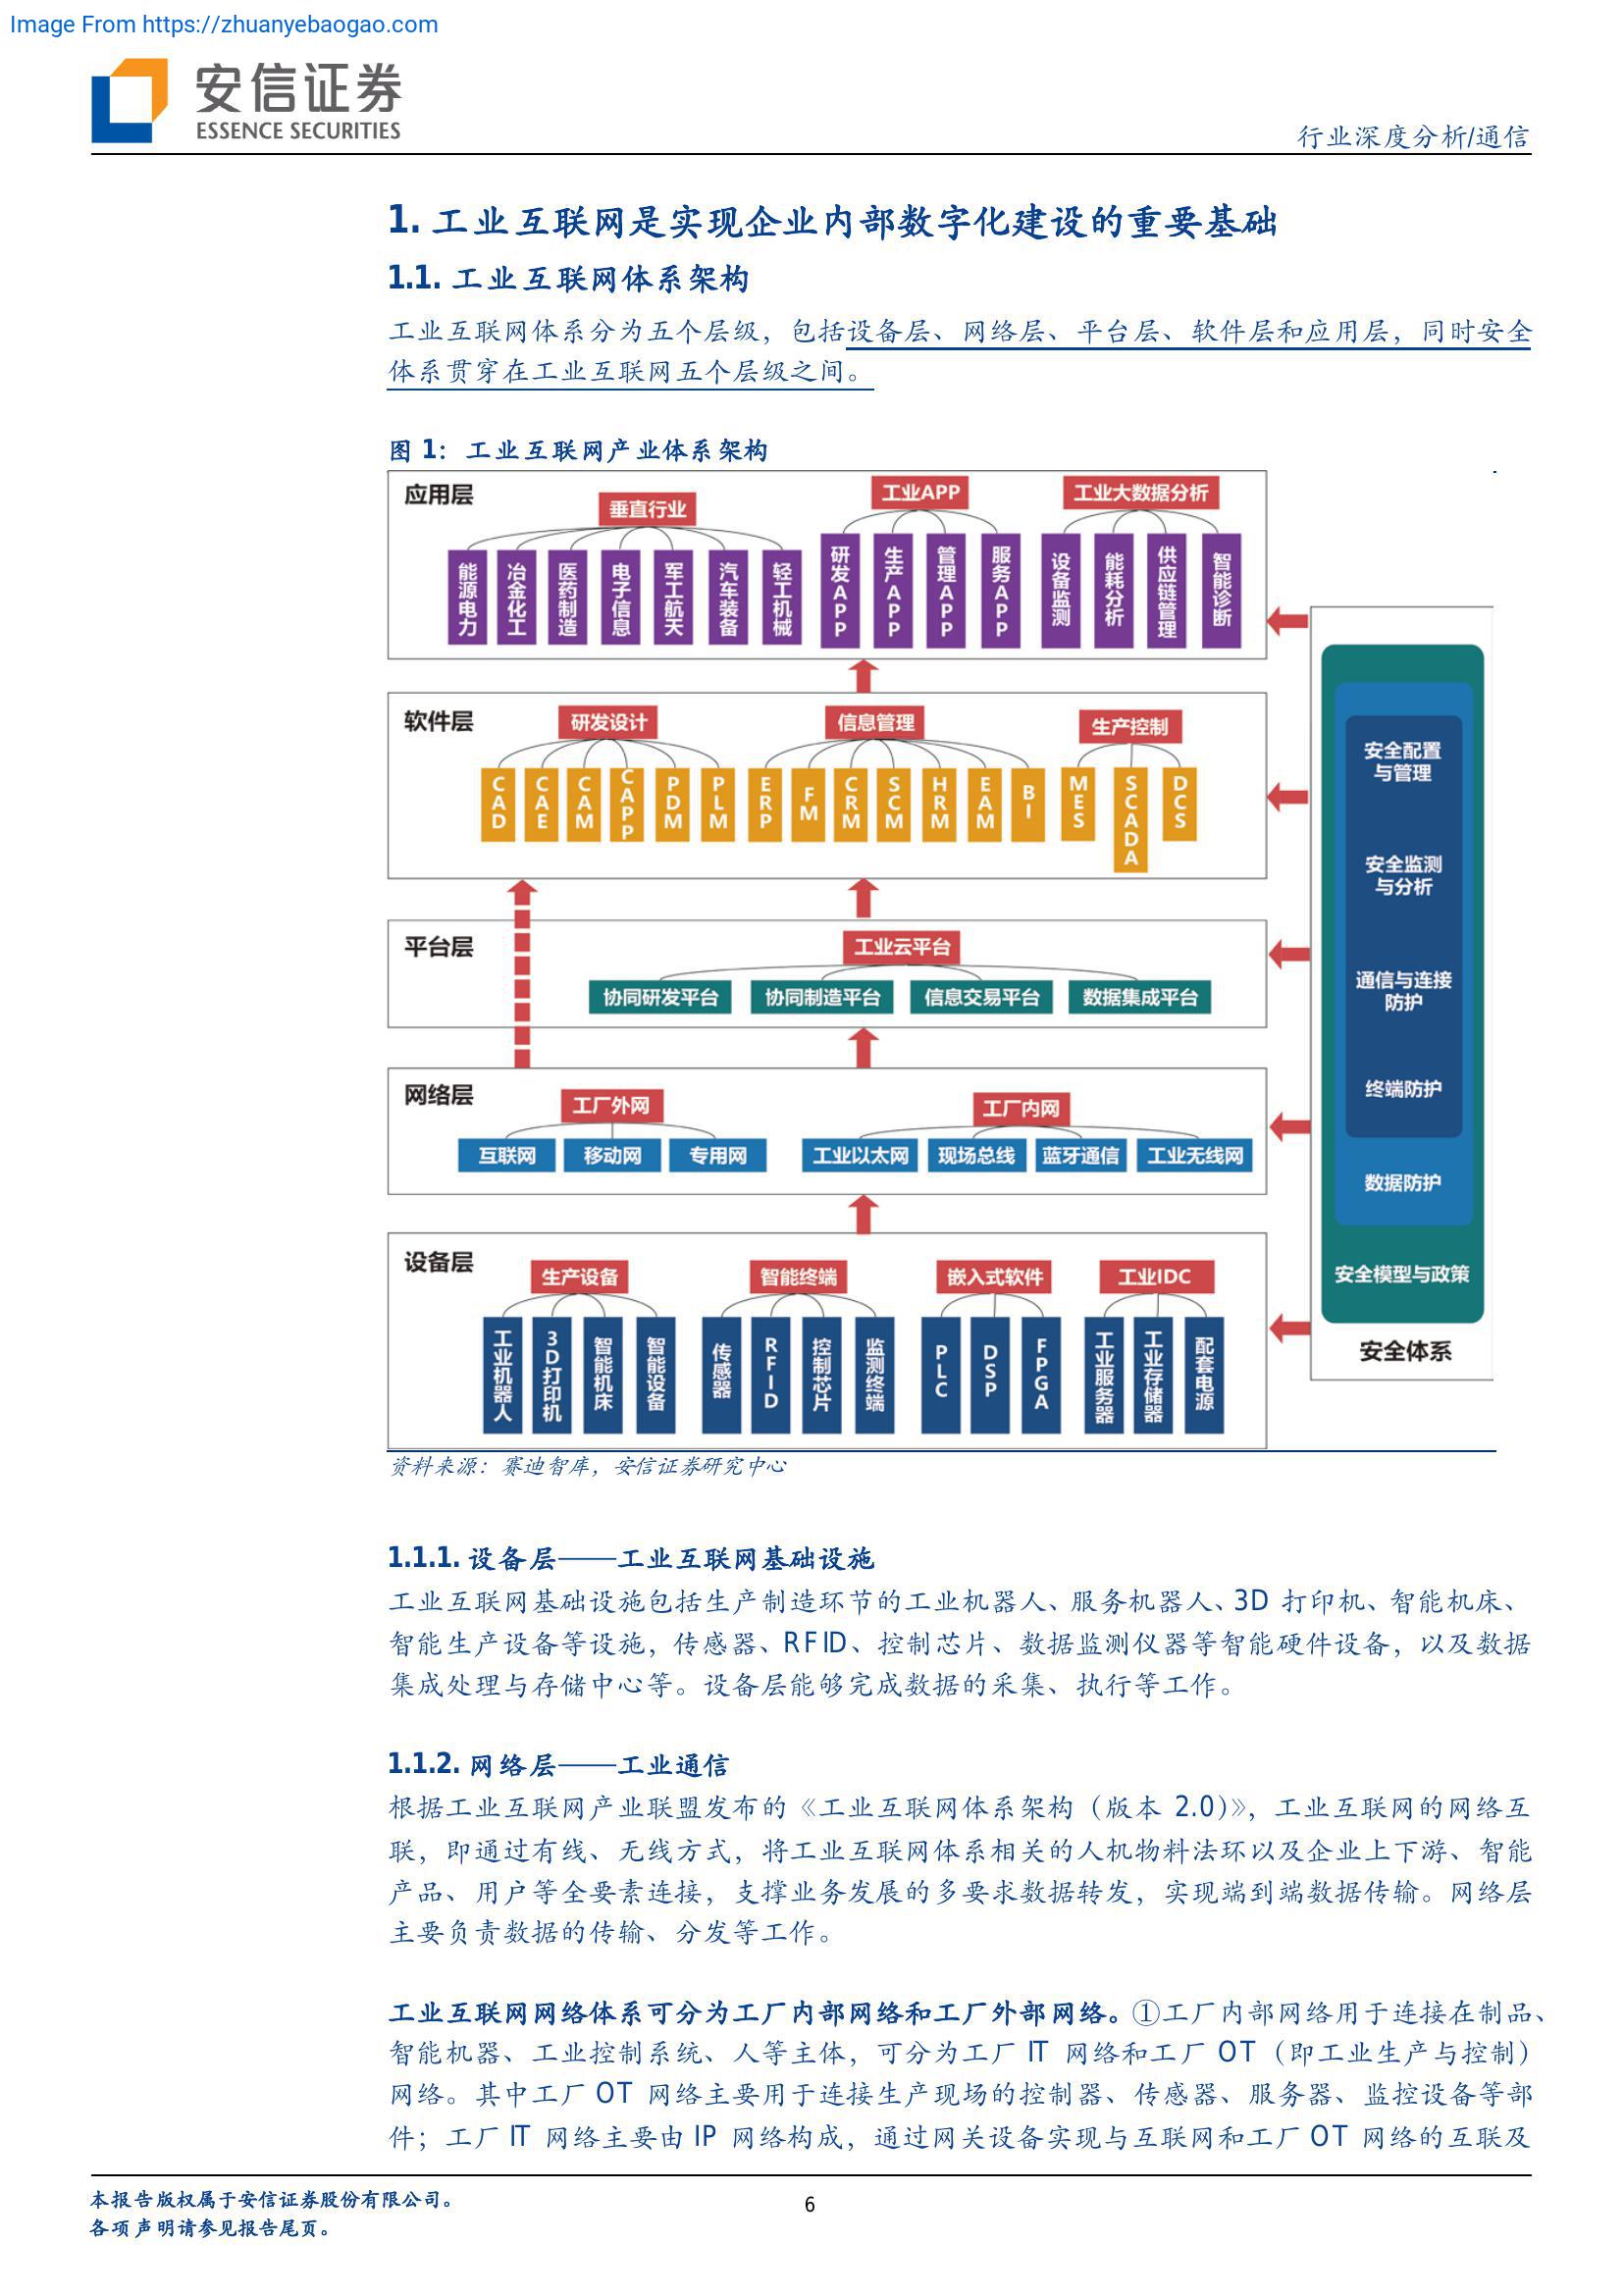 Image From https://zhuanyebaogao.com
安信证券
ESSENCE SECURITIES
行业深度分析/通信
1. 工业互联网是实现企业内部数字化建设的重要基础
1.1. 工业互联网体系架构
工业互联网体系分为五个层级，包括设备层、网络层、平台层、软件层和应用层，同时安全
体系贯穿在工业互联网五个层级之间。
图 1：工业互联网产业体系架构
应用层
垂直行业
能源电力
冶金化工
医药制造
电子信息
军工航天
汽车装备
轻工机械
工业APP
研发APP
生产APP
管理APP
服务APP
工业大数据分析
设备监测
能耗分析
供应链管理
智能诊断
软件层
研发设计
CAD
CAE
CAM
CAPP
PDM
PLM
信息管理
ERP
FM
CRM
SCM
HRM
EAM
BI
生产控制
MES
SCADA
DCS
平台层
工业云平台
协同研发平台
协同制造平台
信息交易平台
数据集成平台
网络层
工厂外网
互联网
移动网
专用网
工厂内网
工业以太网
现场总线
蓝牙通信
工业无线网
设备层
生产设备
工业机器人
3D打印机
智能机床
智能设备
智能终端
传感器
RFID
控制芯片
监测终端
嵌入式软件
PLC
DSP
FPGA
工业IDC
工业服务器
工业存储器
配套电源
安全配置
与管理
安全监测
与分析
通信与连接
防护
终端防护
数据防护
安全模型与政策
安全体系
资料来源：赛迪智库，安信证券研究中心
1.1.1. 设备层——工业互联网基础设施
工业互联网基础设施包括生产制造环节的工业机器人、服务机器人、3D 打印机、智能机床、
智能生产设备等设施，传感器、RFID、控制芯片、数据监测仪器等智能硬件设备，以及数据
集成处理与存储中心等。设备层能够完成数据的采集、执行等工作。
1.1.2. 网络层——工业通信
根据工业互联网产业联盟发布的《工业互联网体系架构（版本 2.0）》，工业互联网的网络互
联，即通过有线、无线方式，将工业互联网体系相关的人机物料法环以及企业上下游、智能
产品、用户等全要素连接，支撑业务发展的多要求数据转发，实现端到端数据传输。网络层
主要负责数据的传输、分发等工作。
工业互联网网络体系可分为工厂内部网络和工厂外部网络。①工厂内部网络用于连接在制品、
智能机器、工业控制系统、人等主体，可分为工厂 IT 网络和工厂 OT（即工业生产与控制）
网络。其中工厂 OT 网络主要用于连接生产现场的控制器、传感器、服务器、监控设备等部
件；工厂 IT 网络主要由 IP 网络构成，通过网关设备实现与互联网和工厂 OT 网络的互联及
本报告版权属于安信证券股份有限公司。
各项声明请参见报告尾页。
6